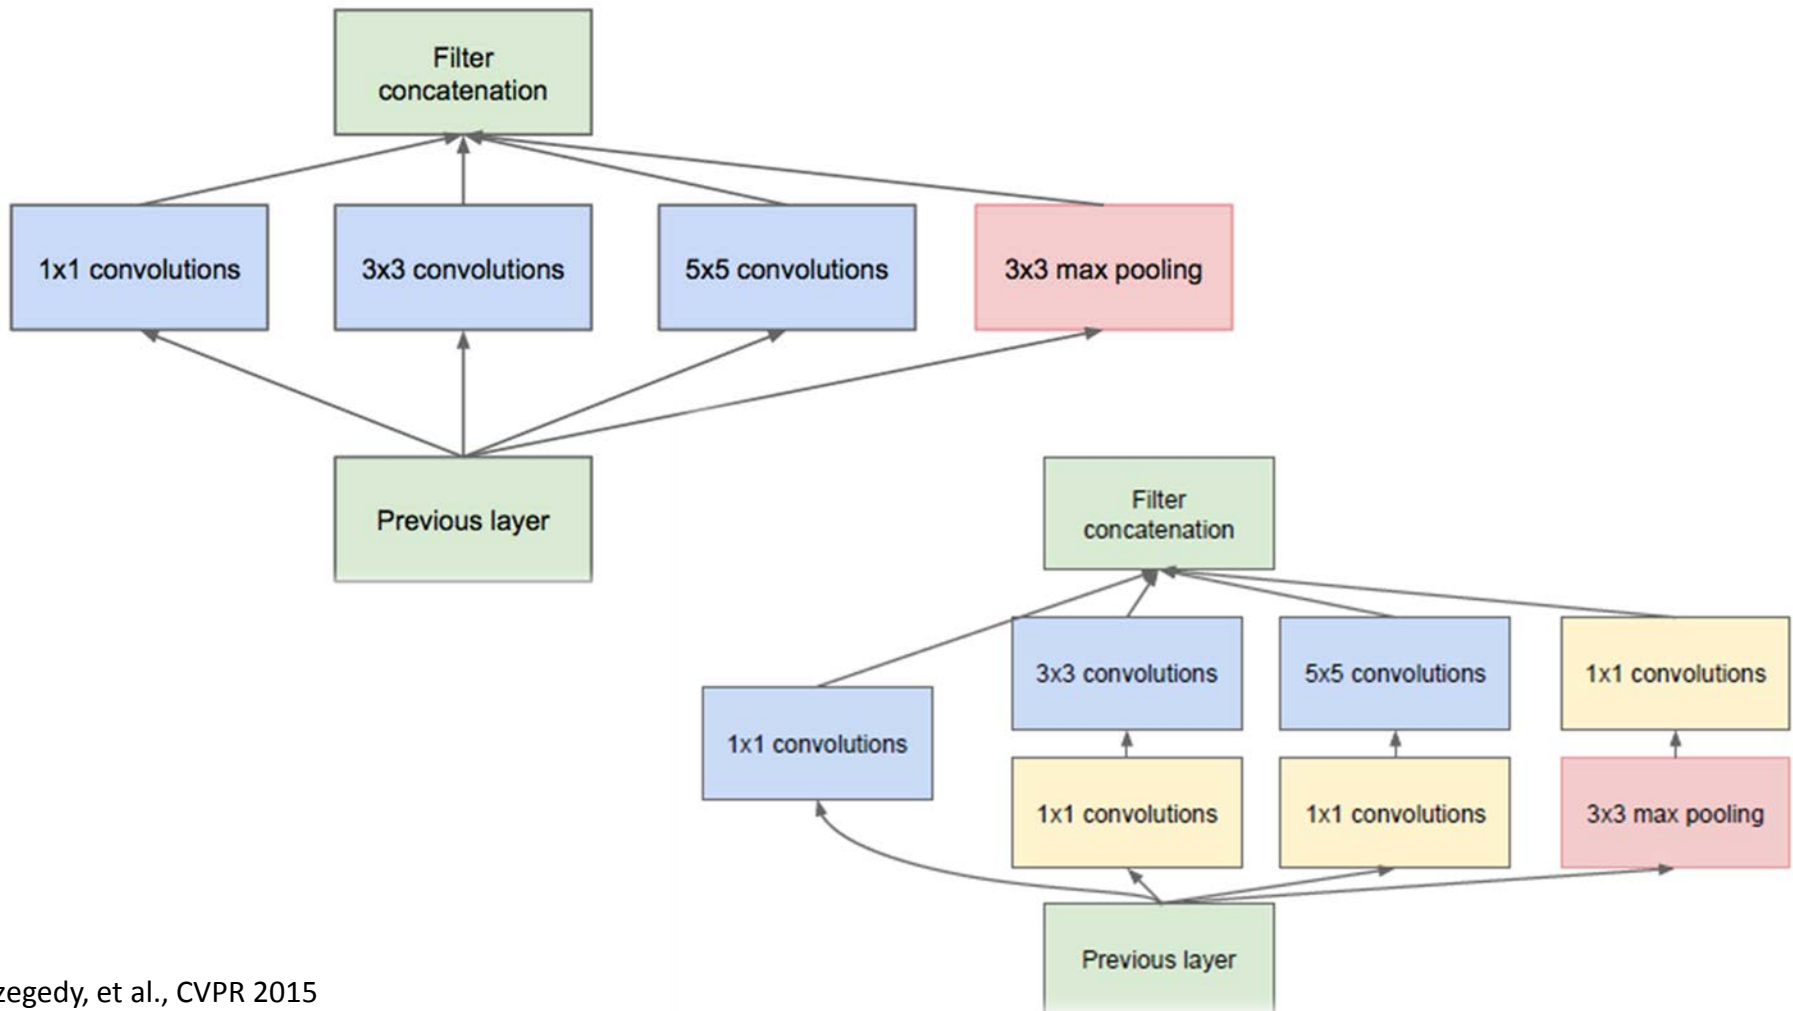 Filter
concatenation
1x1 convolutions
3x3 convolutions
5x5 convolutions
3x3 max pooling
Previous layer
Filter
concatenation
3x3 convolutions
5x5 convolutions
1x1 convolutions
1x1 convolutions
1x1 convolutions
1x1 convolutions
3x3 max pooling
Previous layer
zegedy, et al., CVPR 2015